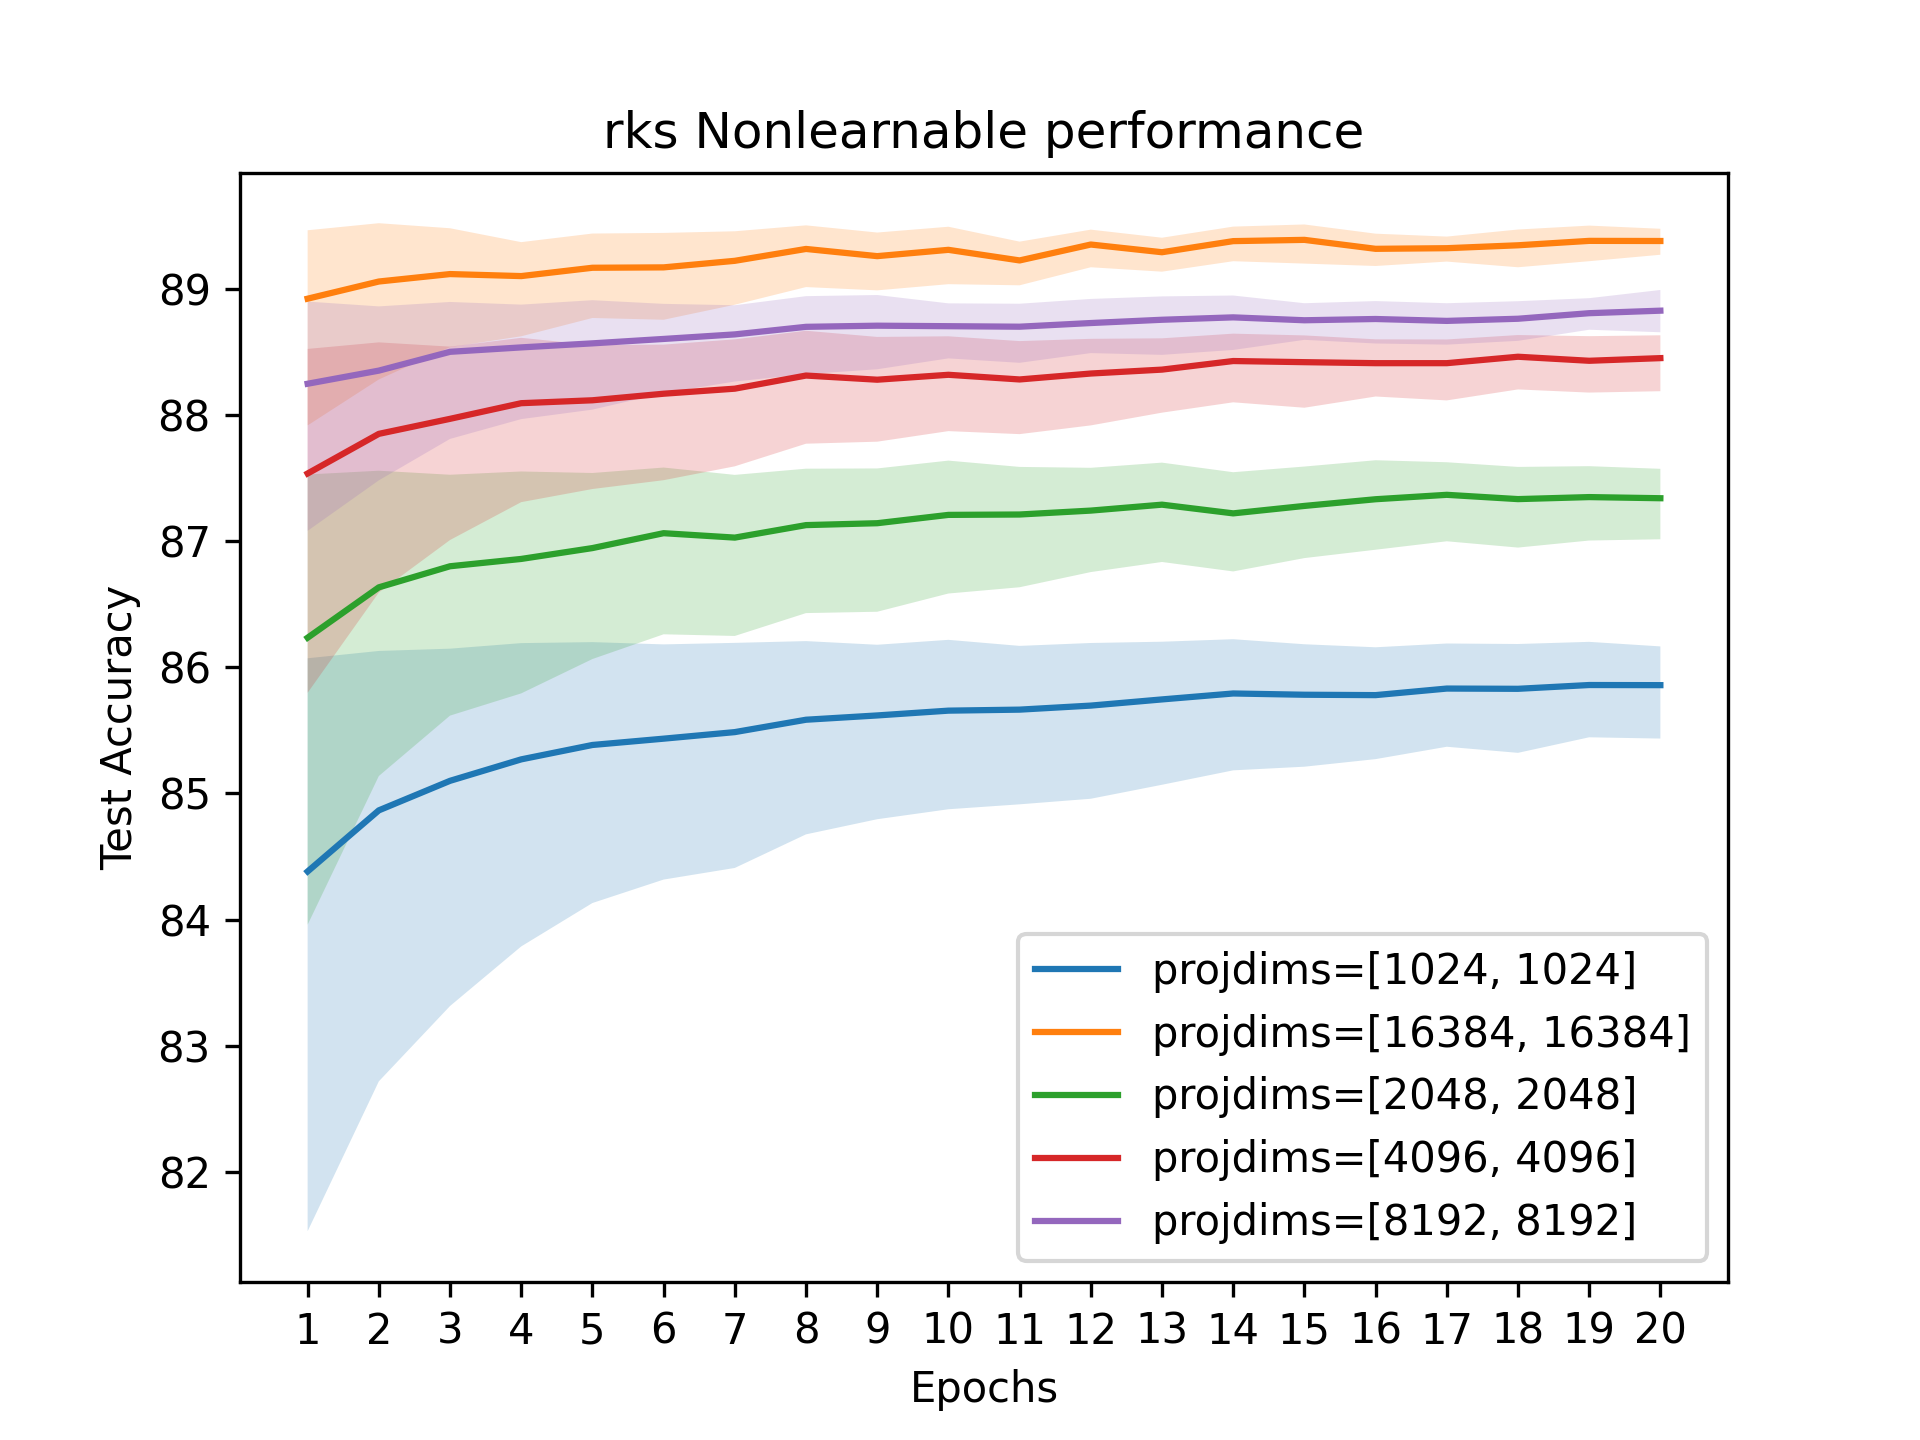 rks Nonlearnable performance
Test Accuracy
89
88
87
86
85
84
83
82
projdims=[1024, 1024]
projdims=[16384, 16384]
projdims=[2048, 2048]
projdims=[4096, 4096]
projdims=[8192, 8192]
1 2 3 4 5 6 7 8 9 10 11 12 13 14 15 16 17 18 19 20
Epochs